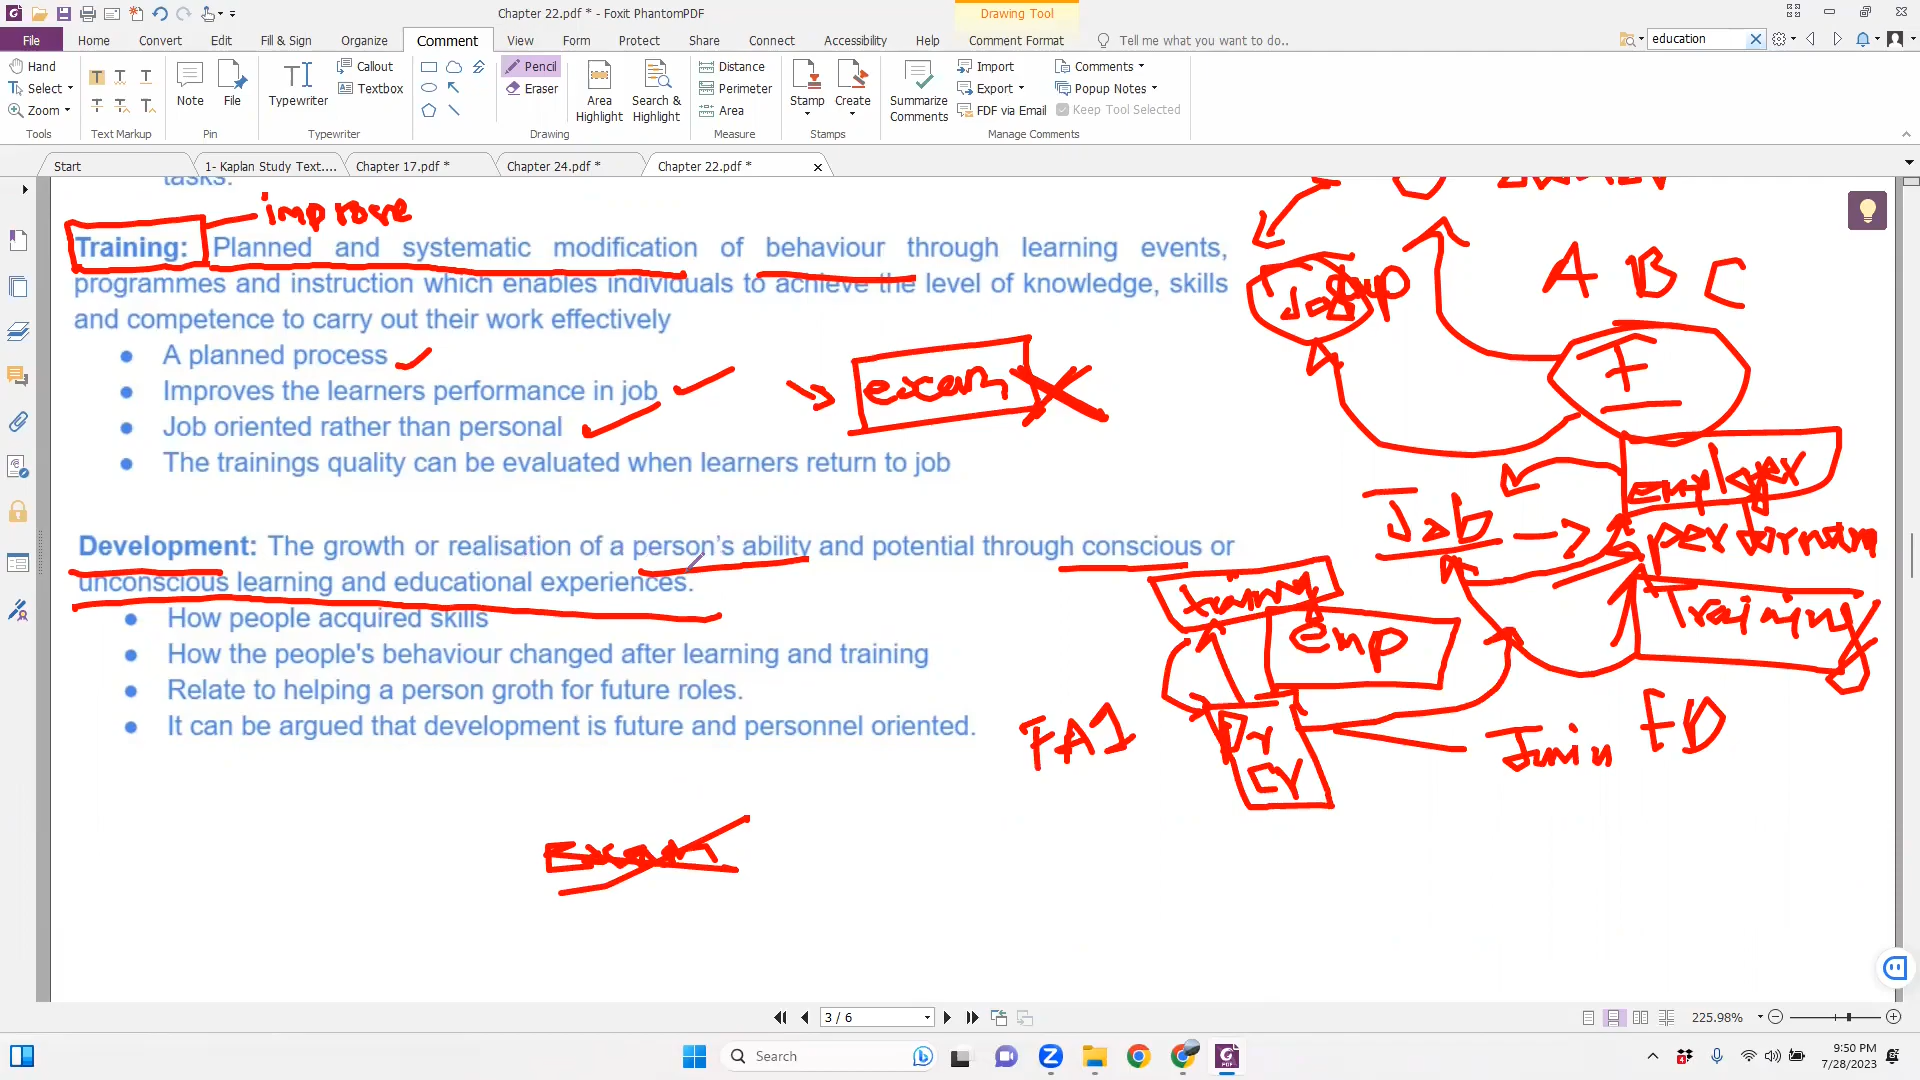 Chapter 22.pdf * - Foxit PhantomPDF
Drawing Tool
File Home Convert Edit Fill & Sign Organize Comment View Form Protect Share Connect Accessibility Help Comment Format Tell me what you want to do.. education
Hand
Select
Zoom
Tools
Text Markup
Note
File
Pin
Typewriter
Callout
Textbox
Typewriter
Pencil
Eraser
Area Highlight
Search & Highlight
Drawing
Distance
Perimeter
Area
Measure
Stamp
Create
Stamps
Summarize Comments
Import
Export
FDF via Email
Comments
Popup Notes
Keep Tool Selected
Manage Comments
Start 1- Kaplan Study Text.... Chapter 17.pdf * Chapter 24.pdf * Chapter 22.pdf *
tasks.
improve
Training: Planned and systematic modification of behaviour through learning events,
programmes and instruction which enables individuals to achieve the level of knowledge, skills
and competence to carry out their work effectively
● A planned process
● Improves the learners performance in job
● Job oriented rather than personal
● The trainings quality can be evaluated when learners return to job
exam
A B C
F
employer
Job
Training
Development: The growth or realisation of a person's ability and potential through conscious or
unconscious learning and educational experiences.
● How people acquired skills
● How the people's behaviour changed after learning and training
● Relate to helping a person groth for future roles.
● It can be argued that development is future and personnel oriented.
training
emp
FA1
FD
3 / 6
225.98%
Search
9:50 PM
7/28/2023